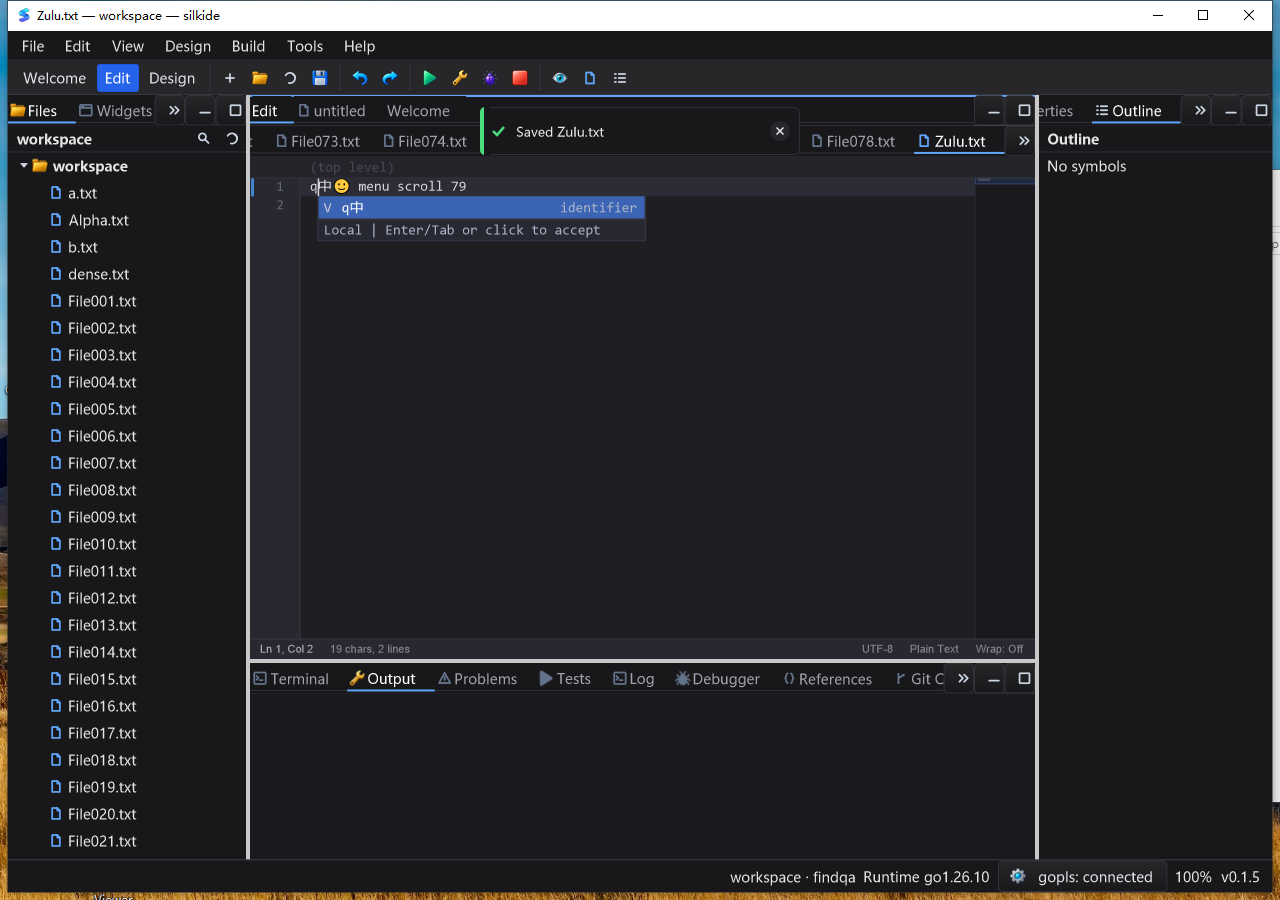 Zulu.txt — workspace — silkide
File Edit View Design Build Tools Help
Welcome Edit Design
Files Widgets
Edit untitled Welcome
erties Outline
workspace
File073.txt File074.txt
Saved Zulu.txt
File078.txt Zulu.txt
Outline
No symbols
workspace
a.txt
Alpha.txt
b.txt
dense.txt
File001.txt
File002.txt
File003.txt
File004.txt
File005.txt
File006.txt
File007.txt
File008.txt
File009.txt
File010.txt
File011.txt
File012.txt
File013.txt
File014.txt
File015.txt
File016.txt
File017.txt
File018.txt
File019.txt
File020.txt
File021.txt
(top level)
1 q中🙂 menu scroll 79
2
V q中 identifier
Local | Enter/Tab or click to accept
Ln 1, Col 2 19 chars, 2 lines UTF-8 Plain Text Wrap: Off
Terminal Output Problems Tests Log Debugger References Git C
workspace · findqa Runtime go1.26.10 gopls: connected 100% v0.1.5